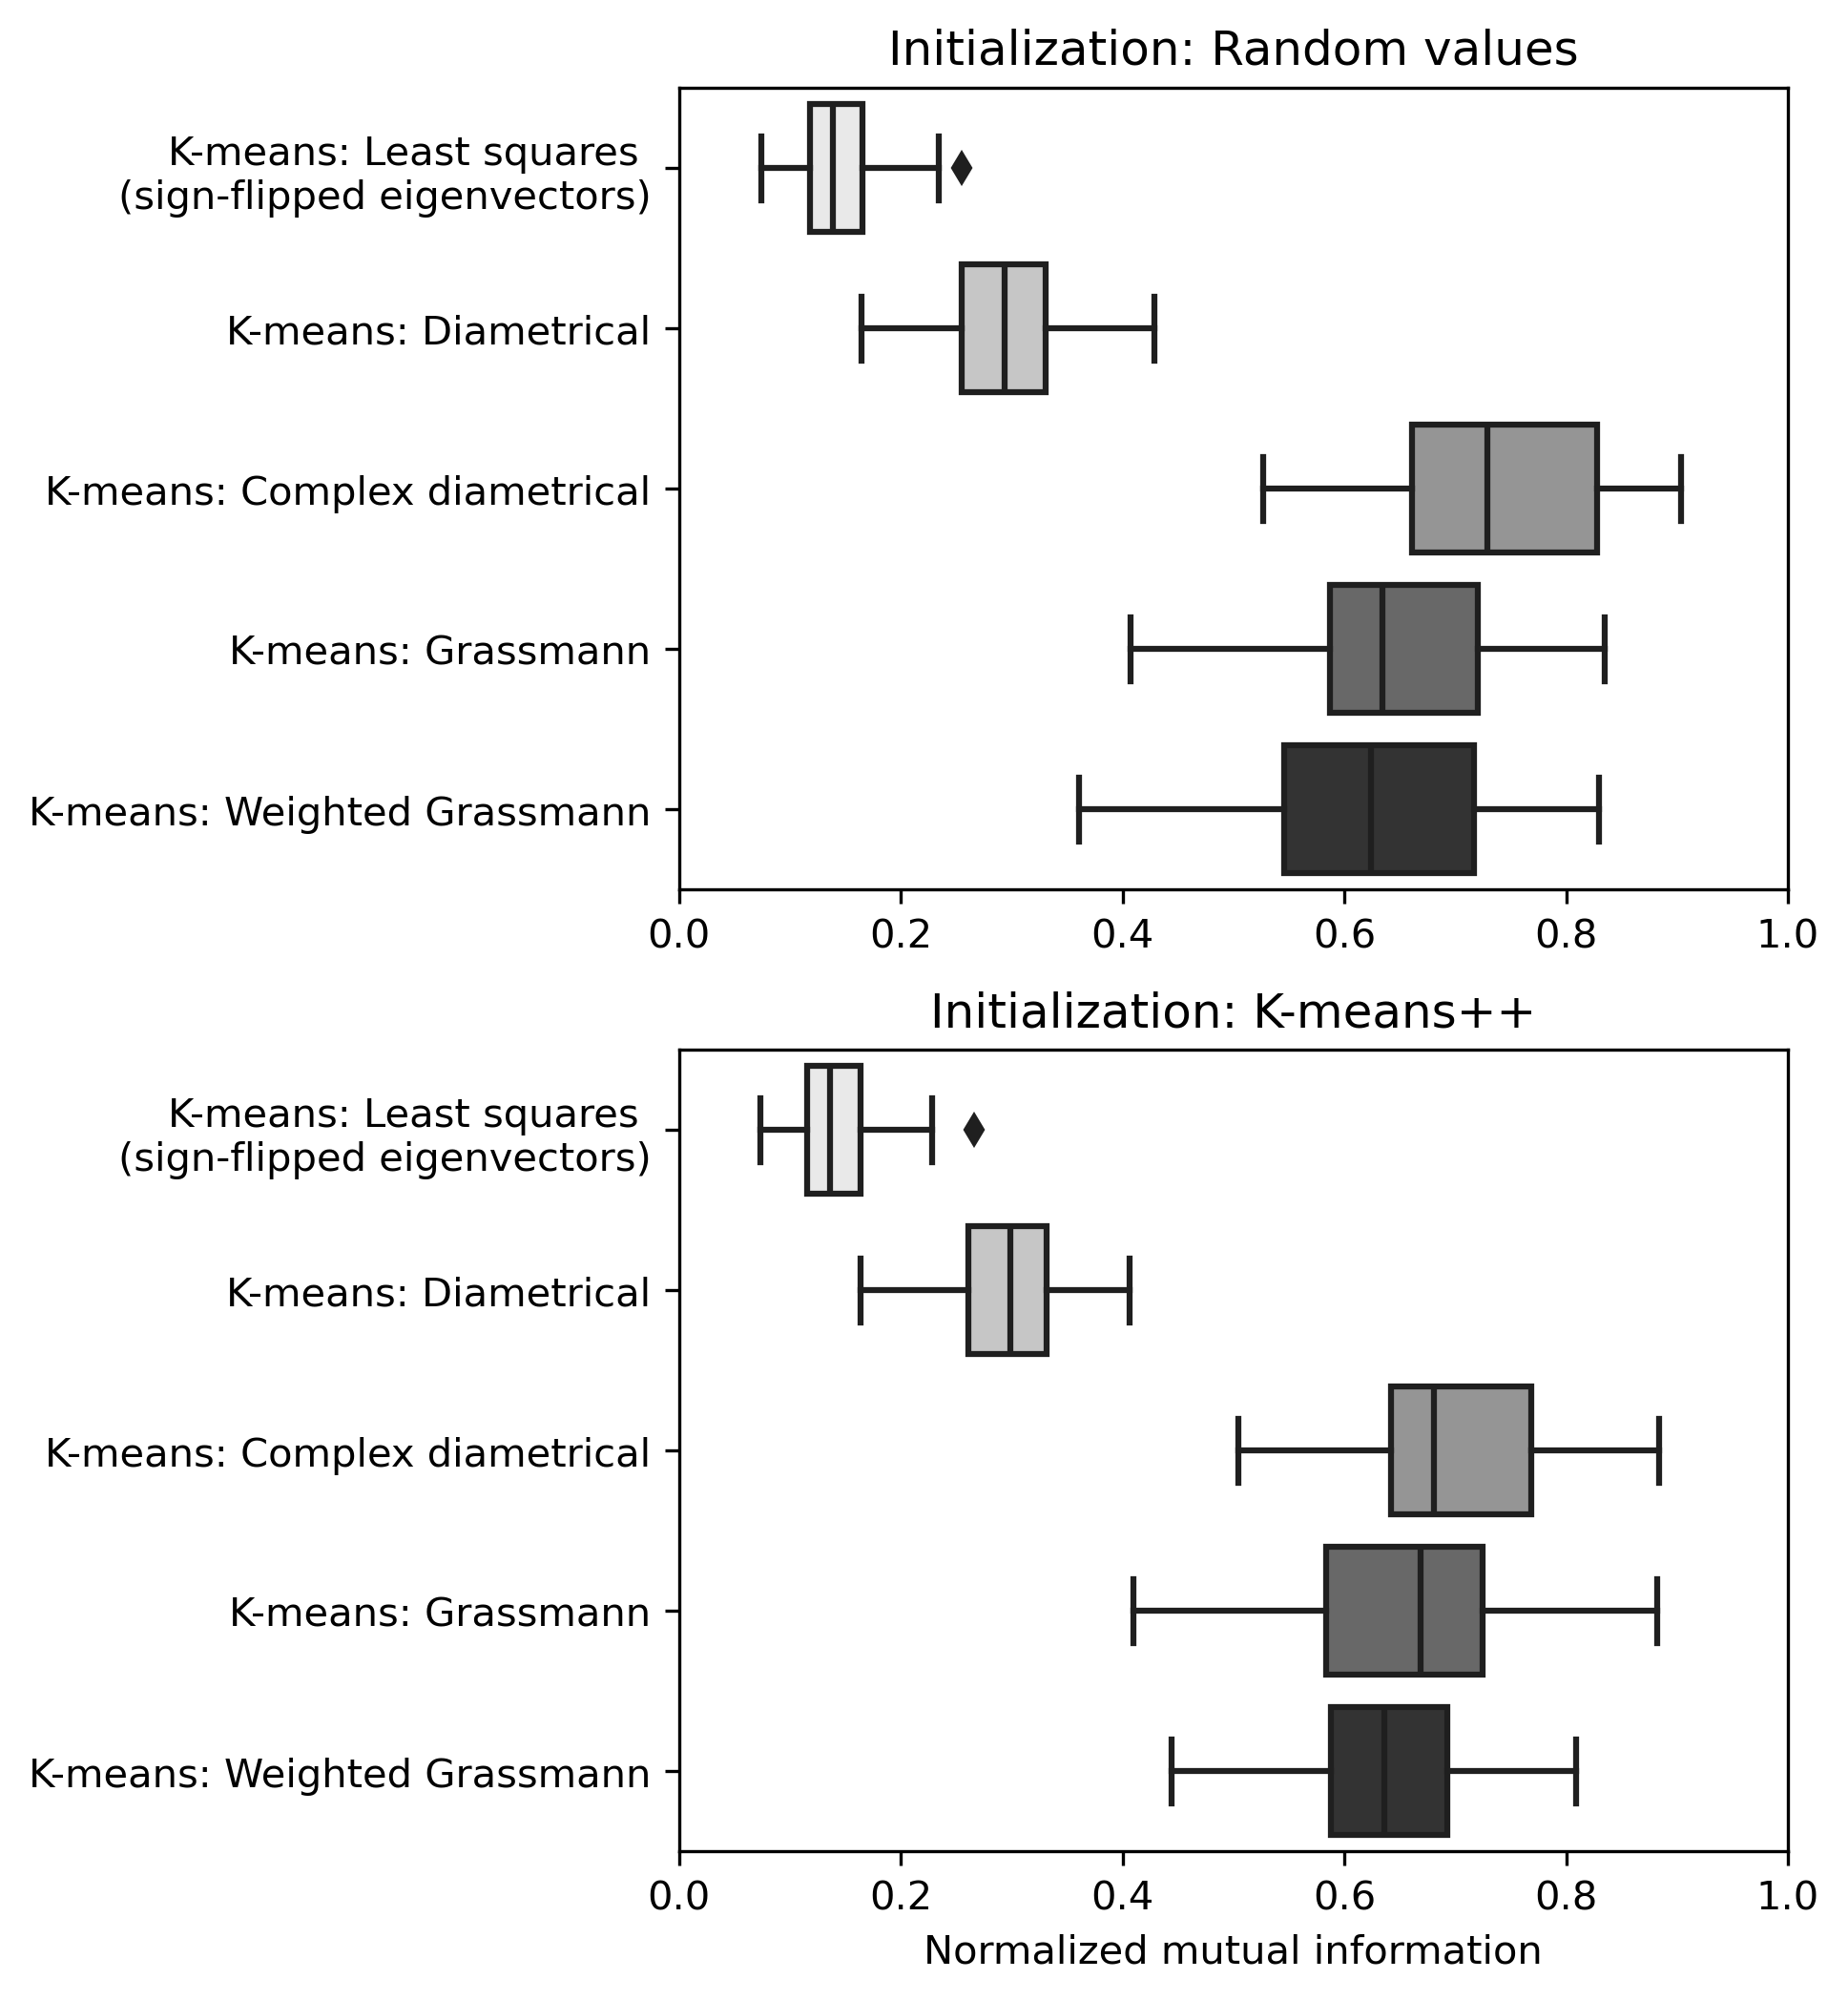 Initialization: Random values
K-means: Least squares
(sign-flipped eigenvectors)
K-means: Diametrical
K-means: Complex diametrical
K-means: Grassmann
K-means: Weighted Grassmann
0.0 0.2 0.4 0.6 0.8 1.0
Initialization: K-means++
K-means: Least squares
(sign-flipped eigenvectors)
K-means: Diametrical
K-means: Complex diametrical
K-means: Grassmann
K-means: Weighted Grassmann
0.0 0.2 0.4 0.6 0.8 1.0
Normalized mutual information